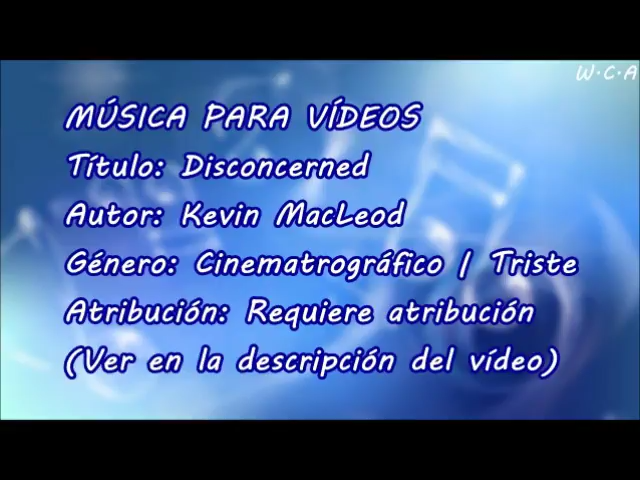 W·C·A
MÚSICA PARA VÍDEOS
Título: Disconcerned
Autor: Kevin MacLeod
Género: Cinematrográfico | Triste
Atribución: Requiere atribución
(Ver en la descripción del vídeo)